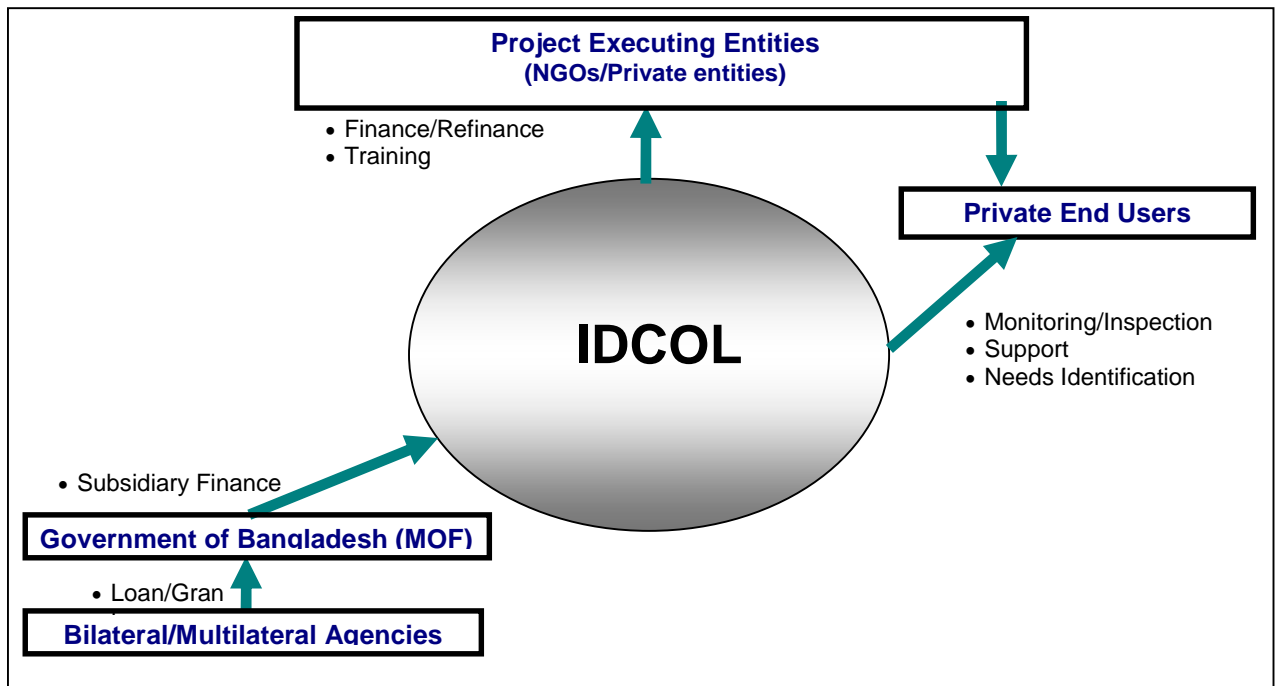 Project Executing Entities
(NGOs/Private entities)
• Finance/Refinance
• Training
Private End Users
IDCOL
• Monitoring/Inspection
• Support
• Needs Identification
• Subsidiary Finance
Government of Bangladesh (MOF)
• Loan/Gran
Bilateral/Multilateral Agencies